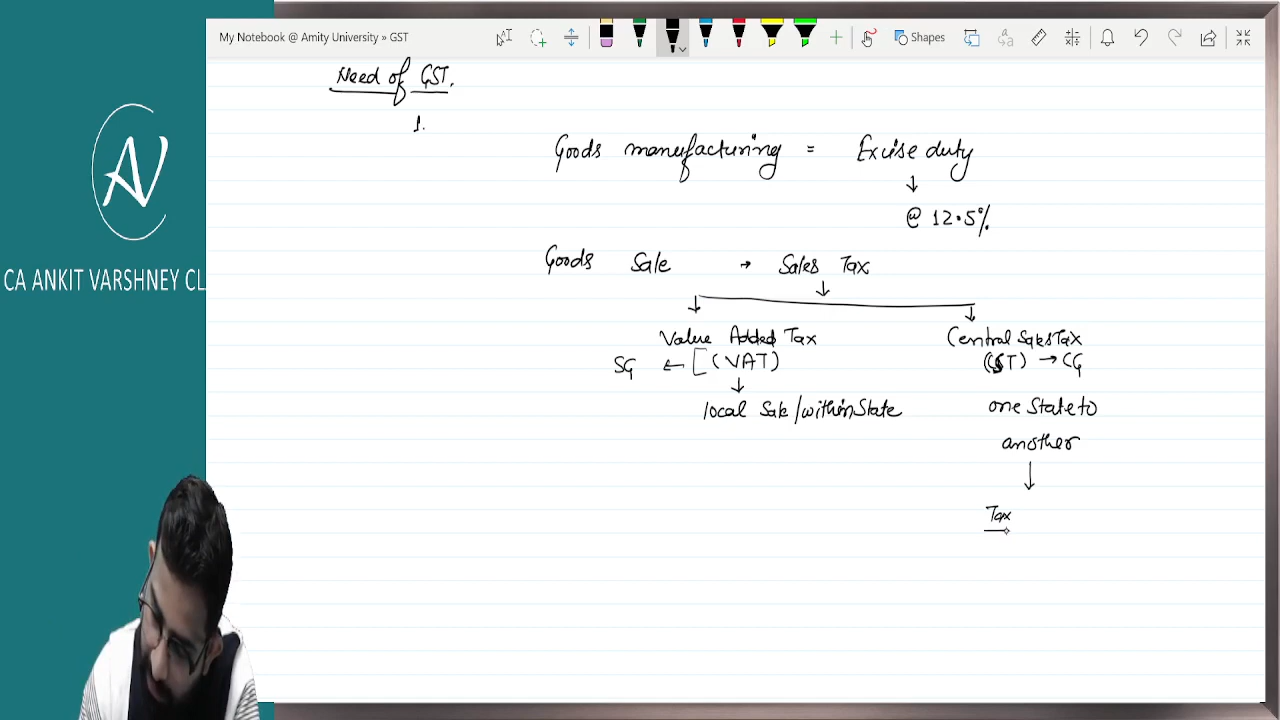 My Notebook @ Amity University » GST
Shapes
Need of GST.
1.
Goods manufacturing = Excise duty
↓
@ 12.5%
Goods Sale → Sales Tax
↓
↓ ↓
Value Added Tax Central Sales Tax
SG ← [(VAT) (CST) → CG
↓
local Sale/within State one State to
another
↓
Tax
AV
CA ANKIT VARSHNEY CL